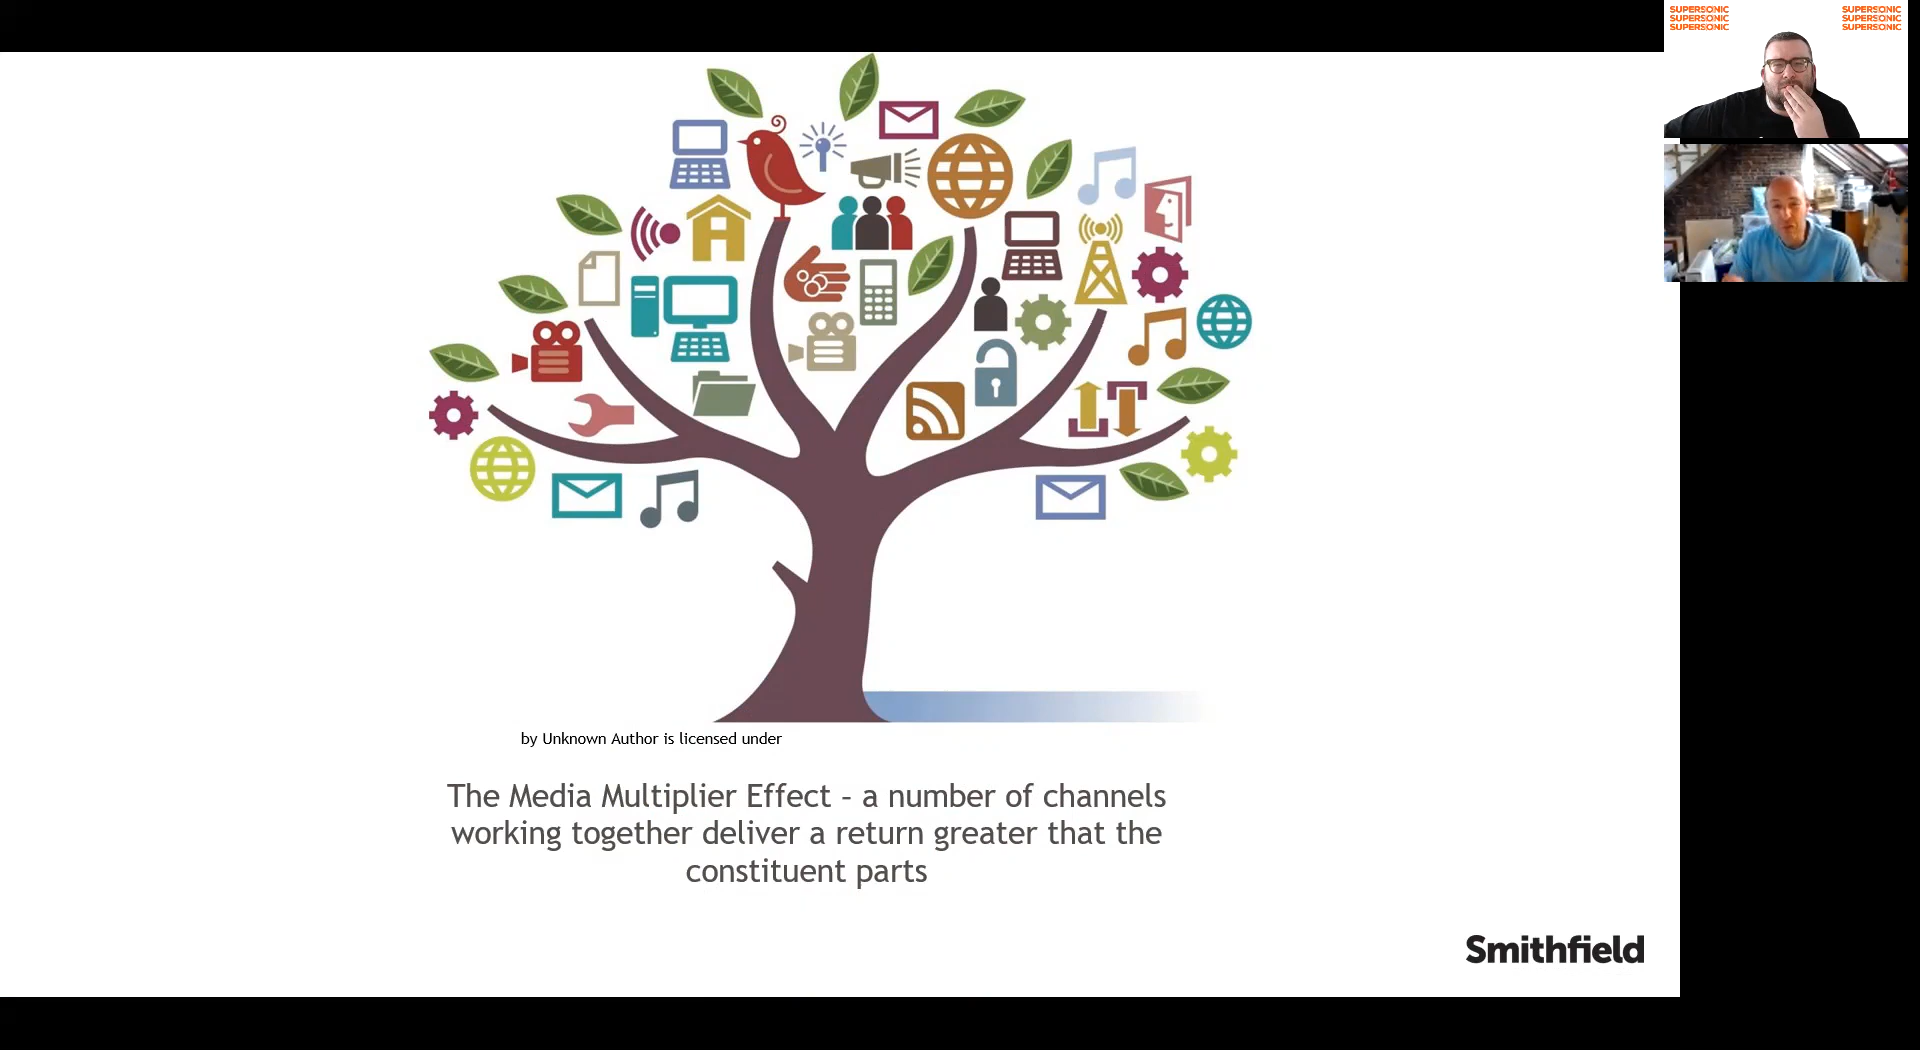 SUPERSONIC SUPERSONIC
SUPERSONIC SUPERSONIC
SUPERSONIC SUPERSONIC
by Unknown Author is licensed under
The Media Multiplier Effect - a number of channels
working together deliver a return greater that the
constituent parts
Smithfield